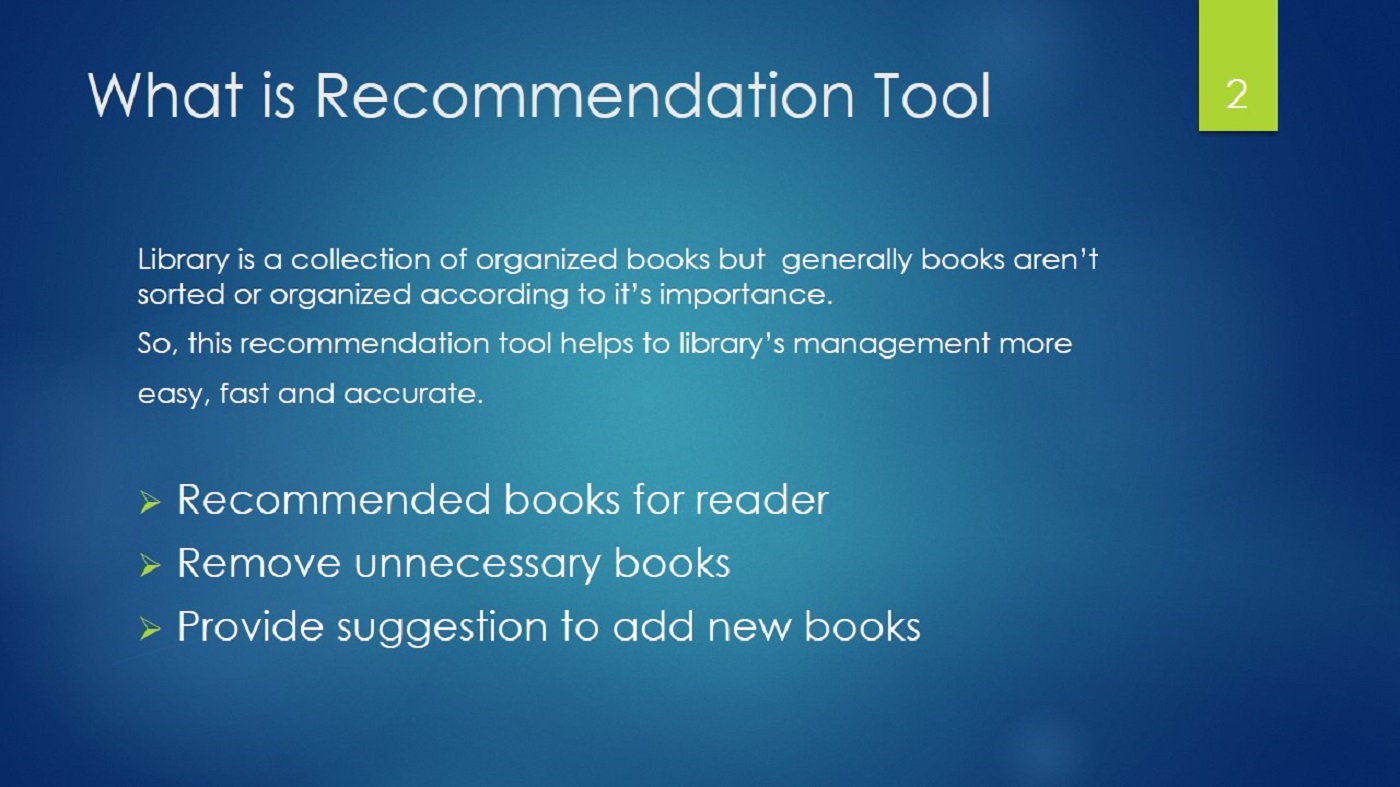 What is Recommendation Tool
2
Library is a collection of organized books but  generally books aren’t
sorted or organized according to it’s importance.
So, this recommendation tool helps to library’s management more
easy, fast and accurate.
Recommended books for reader
Remove unnecessary books
Provide suggestion to add new books